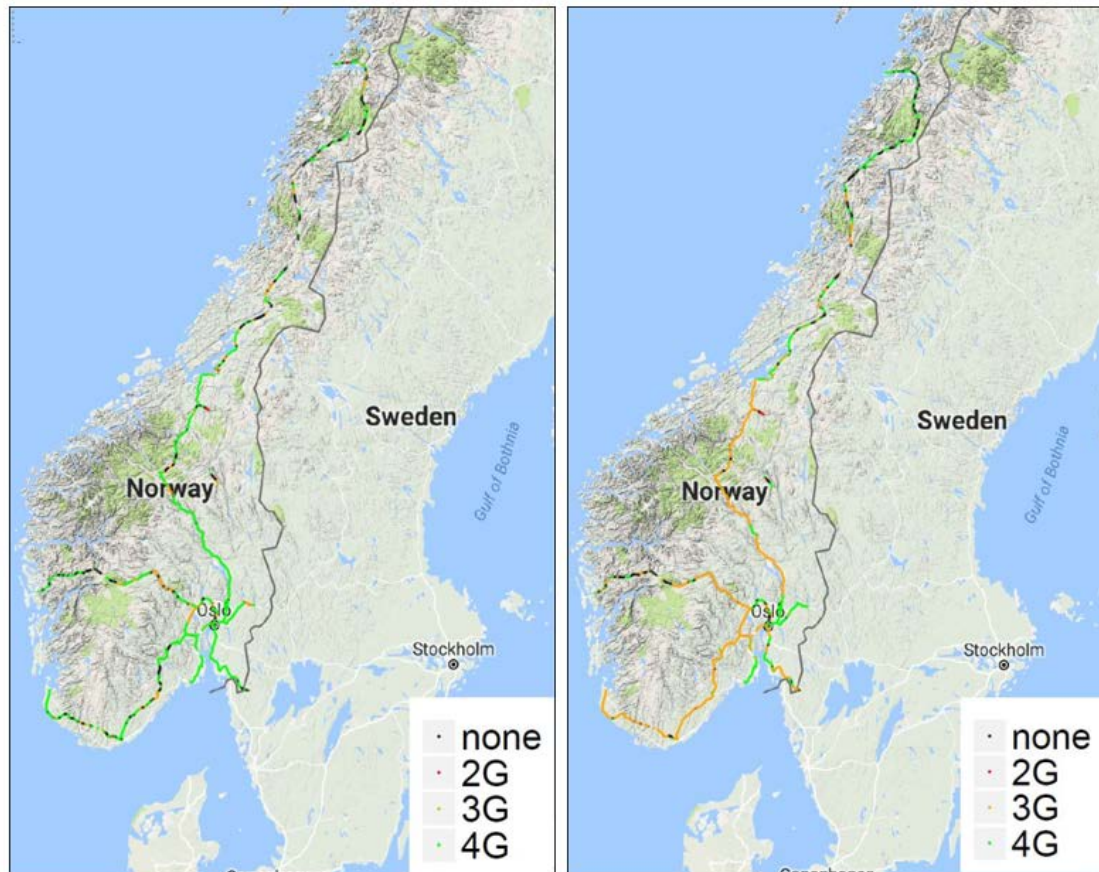 Sweden
Norway
Gulf of Bothnia
Oslo
Stockholm
none
2G
3G
4G
Sweden
Norway
Gulf of Bothnia
Oslo
Stockholm
none
2G
3G
4G